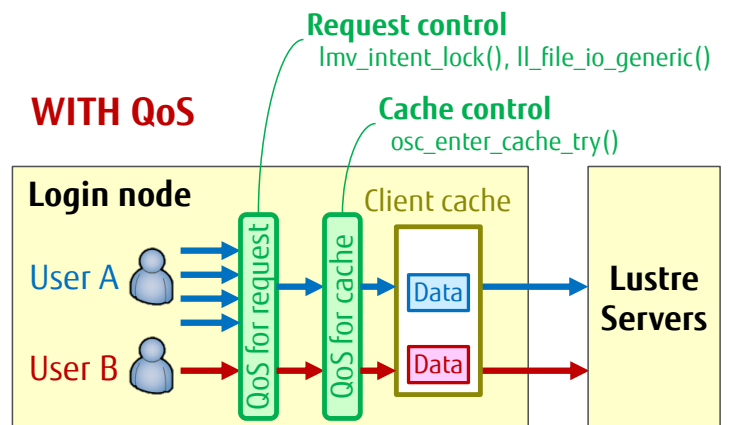 Request control
lmv_intent_lock(), ll_file_io_generic()
WITH QoS
Cache control
osc_enter_cache_try()
Login node
Client cache
User A
QoS for request
QoS for cache
Data
Lustre
Servers
User B
Data